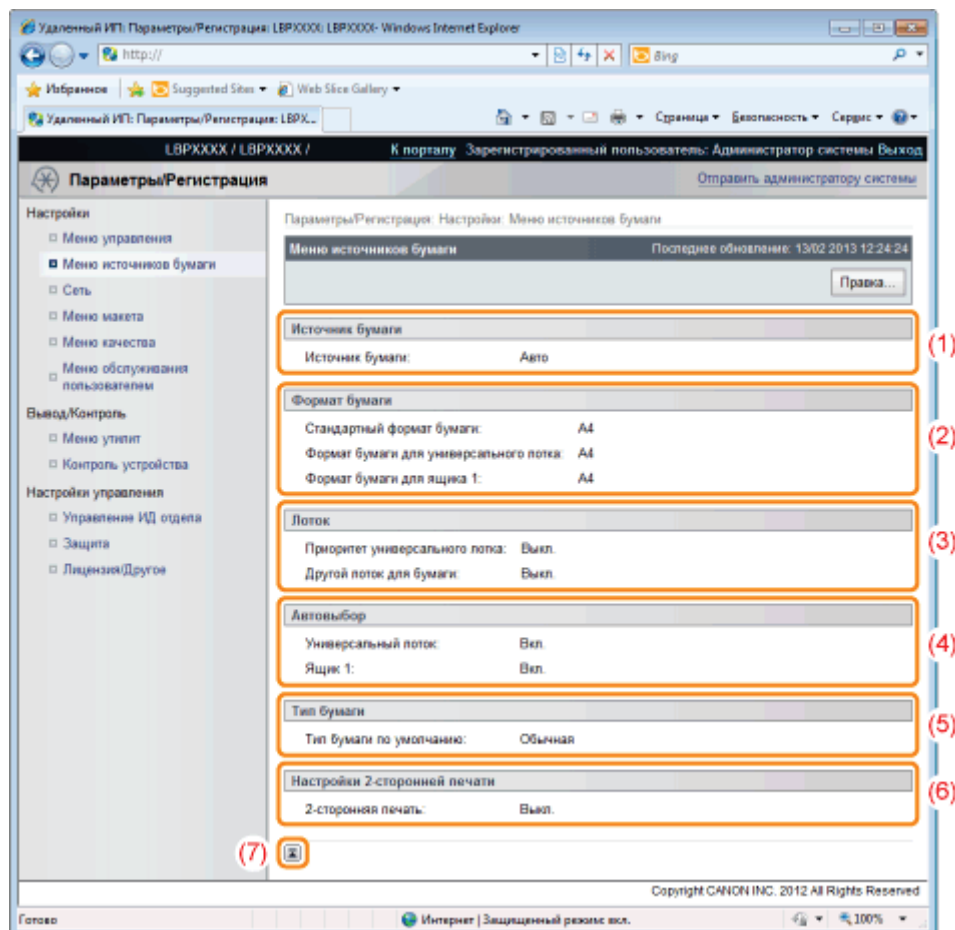 Удаленный ИП: Параметры/Регистрация: LBPXXXX: LBPXXXX- Windows Internet Explorer
http://
Bing
Избранное
Suggested Sites
Web Slice Gallery
Удаленный ИП: Параметры/Регистрация: LBPX...
Страница
Безопасность
Сервис
LBPXXXX / LBPXXXX /
К порталу
Зарегистрированный пользователь: Администратор системы
Выход
Параметры/Регистрация
Отправить администратору системы
Настройки
Меню управления
Меню источников бумаги
Сеть
Меню макета
Меню качества
Меню обслуживания
пользователем
Вывод/Контроль
Меню утилит
Контроль устройства
Настройки управления
Управление ИД отдела
Защита
Лицензия/Другое
Параметры/Регистрация: Настройки: Меню источников бумаги
Меню источников бумаги
Последнее обновление: 13/02 2013 12:24:24
Правка...
Источник бумаги
(1)
Источник бумаги: Авто
Формат бумаги
Стандартный формат бумаги: A4
(2)
Формат бумаги для универсального лотка: A4
Формат бумаги для ящика 1: A4
Лоток
(3)
Приоритет универсального лотка: Выкл.
Другой лоток для бумаги: Выкл.
Автовыбор
(4)
Универсальный лоток: Вкл.
Ящик 1: Вкл.
Тип бумаги
(5)
Тип бумаги по умолчанию: Обычная
Настройки 2-сторонней печати
(6)
2-сторонняя печать: Выкл.
(7)
Copyright CANON INC. 2012 All Rights Reserved
Готово
Интернет | Защищенный режим: вкл.
100%